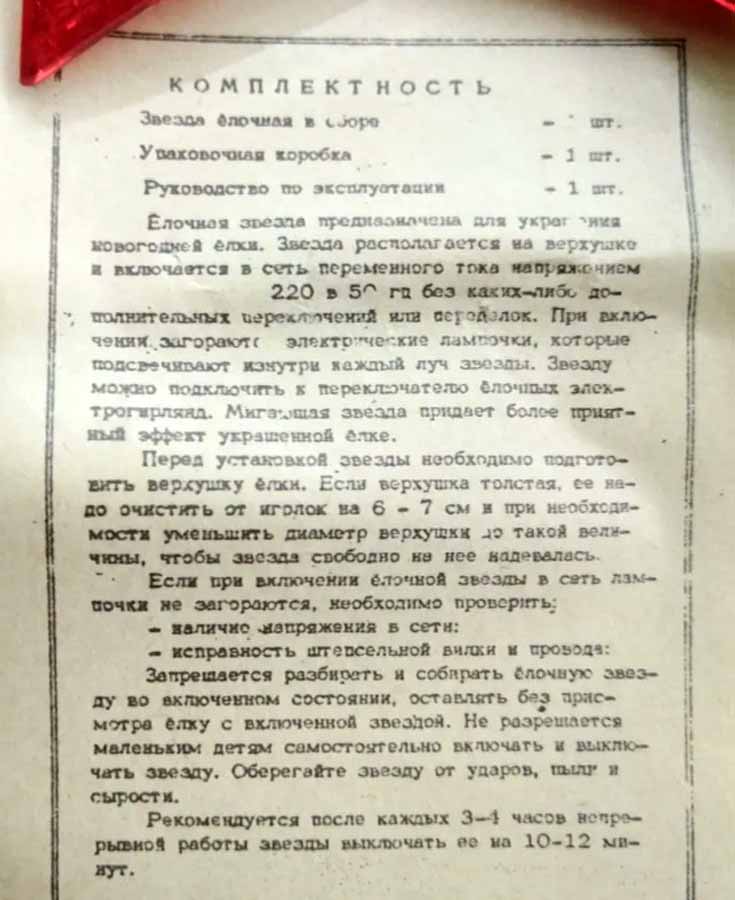 КОМПЛЕКТНОСТЬ
Звезда ёлочная в сборе – шт.
Упаковочная коробка – 1 шт.
Руководство по эксплуатации – 1 шт.
Ёлочная звезда предназначена для украшения
новогодней ёлки. Звезда располагается на верхушке
и включается в сеть переменного тока напряжением
220 в 50 гц без каких-либо до-
полнительных переключений или переделок. При вклю-
чении загораются электрические лампочки, которые
подсвечивают изнутри каждый луч звезды. Звезду
можно подключить к переключателю ёлочных элек-
трогирлянд. Мигающая звезда придает более прият-
ный эффект украшенной ёлке.
Перед установкой звезды необходимо подгото-
вить верхушку ёлки. Если верхушка толстая, ее на-
до очистить от иголок на 6 – 7 см и при необходи-
мости уменьшить диаметр верхушки до такой вели-
чины, чтобы звезда свободно на нее надевалась.
Если при включении ёлочной звезды в сеть лам-
почки не загораются, необходимо проверить:
– наличие напряжения в сети;
– исправность штепсельной вилки и провода:
Запрещается разбирать и собирать ёлочную звез-
ду во включенном состоянии, оставлять без прис-
мотра ёлку с включенной звездой. Не разрешается
маленьким детям самостоятельно включать и выклю-
чать звезду. Оберегайте звезду от ударов, пыли и
сырости.
Рекомендуется после каждых 3–4 часов непре-
рывной работы звезды выключать ее на 10-12 ми-
нут.